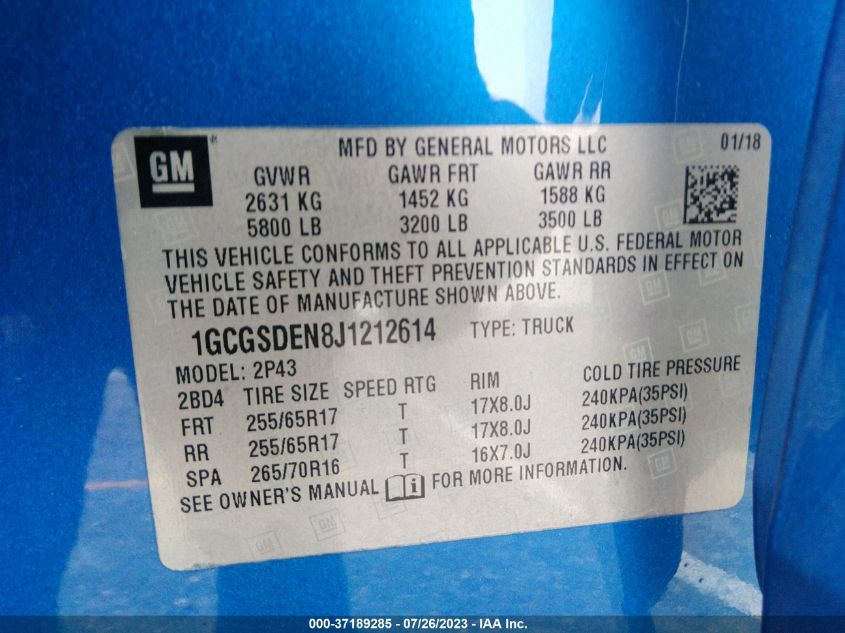 GM
MFD BY GENERAL MOTORS LLC 01/18
GVWR GAWR FRT GAWR RR
2631 KG 1452 KG 1588 KG
5800 LB 3200 LB 3500 LB
THIS VEHICLE CONFORMS TO ALL APPLICABLE U.S. FEDERAL MOTOR
VEHICLE SAFETY AND THEFT PREVENTION STANDARDS IN EFFECT ON
THE DATE OF MANUFACTURE SHOWN ABOVE.
1GCGSDEN8J1212614 TYPE: TRUCK
MODEL: 2P43
2BD4 TIRE SIZE SPEED RTG RIM COLD TIRE PRESSURE
FRT 255/65R17 T 17X8.0J 240KPA(35PSI)
RR 255/65R17 T 17X8.0J 240KPA(35PSI)
SPA 265/70R16 T 16X7.0J 240KPA(35PSI)
SEE OWNER'S MANUAL i FOR MORE INFORMATION.
000-37189285 - 07/26/2023 - IAA Inc.